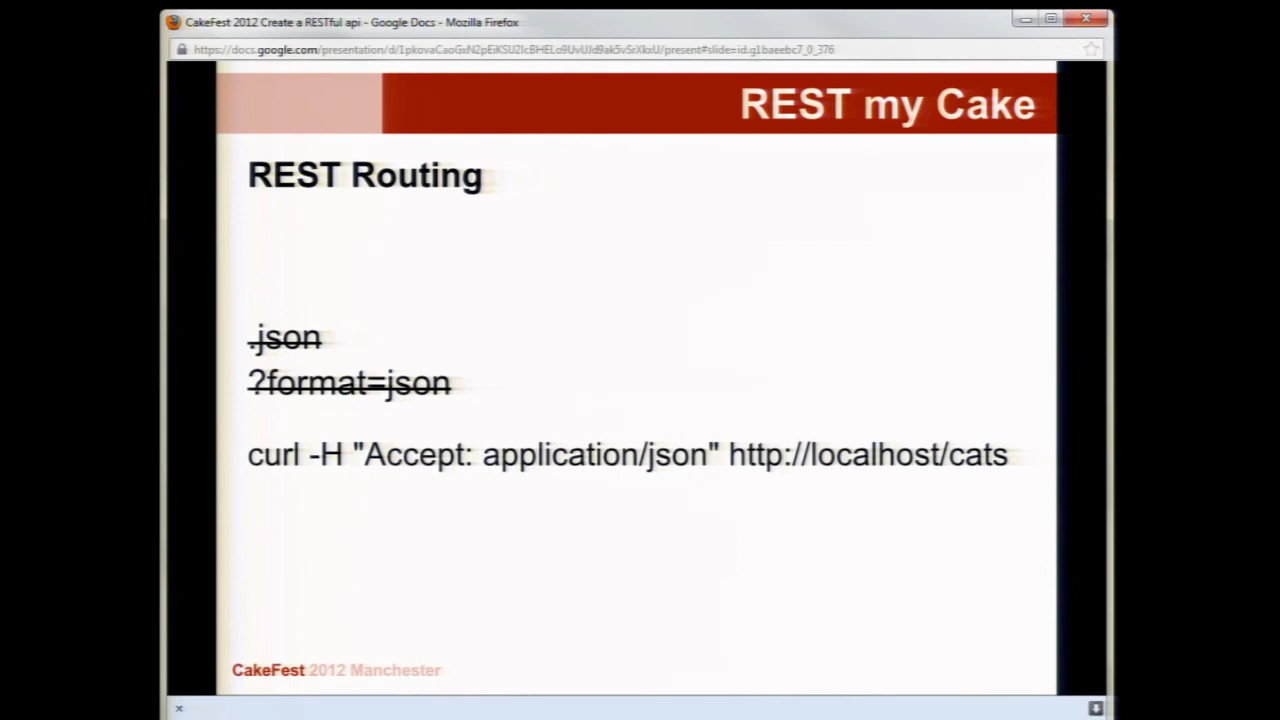 CakeFest 2012 Create a RESTful api - Google Docs - Mozilla Firefox
REST my Cake
REST Routing
.json
?format=json
curl -H "Accept: application/json" http://localhost/cats
CakeFest 2012 Manchester